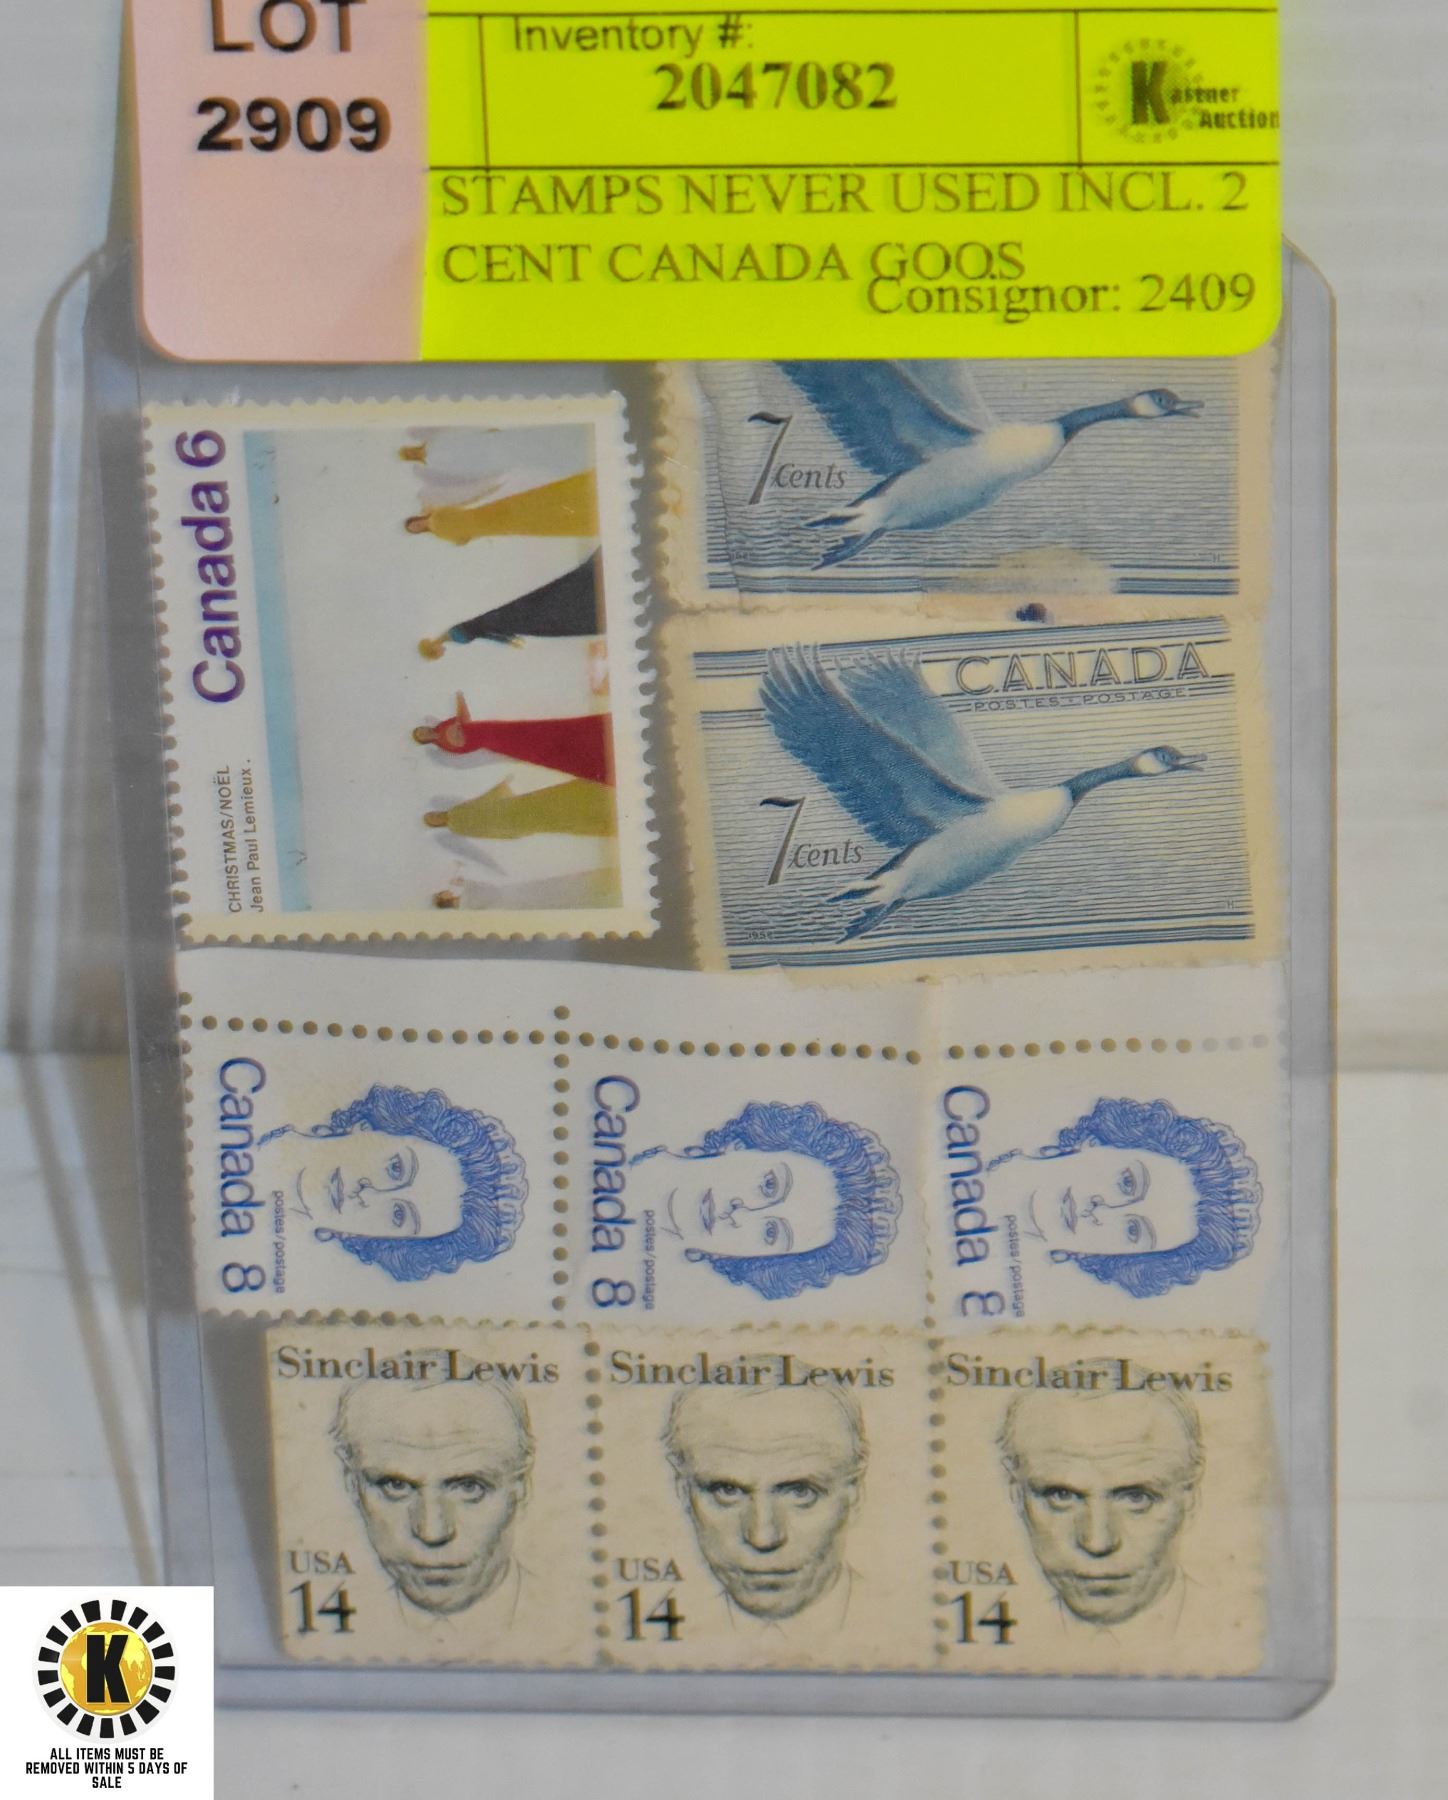 LOT
2909
Inventory #:
2047082
Kastner
Auction
STAMPS NEVER USED INCL. 2
CENT CANADA GOOS
Consignor: 2409
Canada 6
CHRISTMAS/NOËL
Jean Paul Lemieux.
7 Cents
H
CANADA
POSTES-POSTAGE
7 Cents
1952
H
Canada 8
postes/postage
Canada 8
postes/postage
Canada 8
postes/postage
Sinclair Lewis
USA
14
Sinclair Lewis
USA
14
Sinclair Lewis
USA
14
K
ALL ITEMS MUST BE
REMOVED WITHIN 5 DAYS OF
SALE